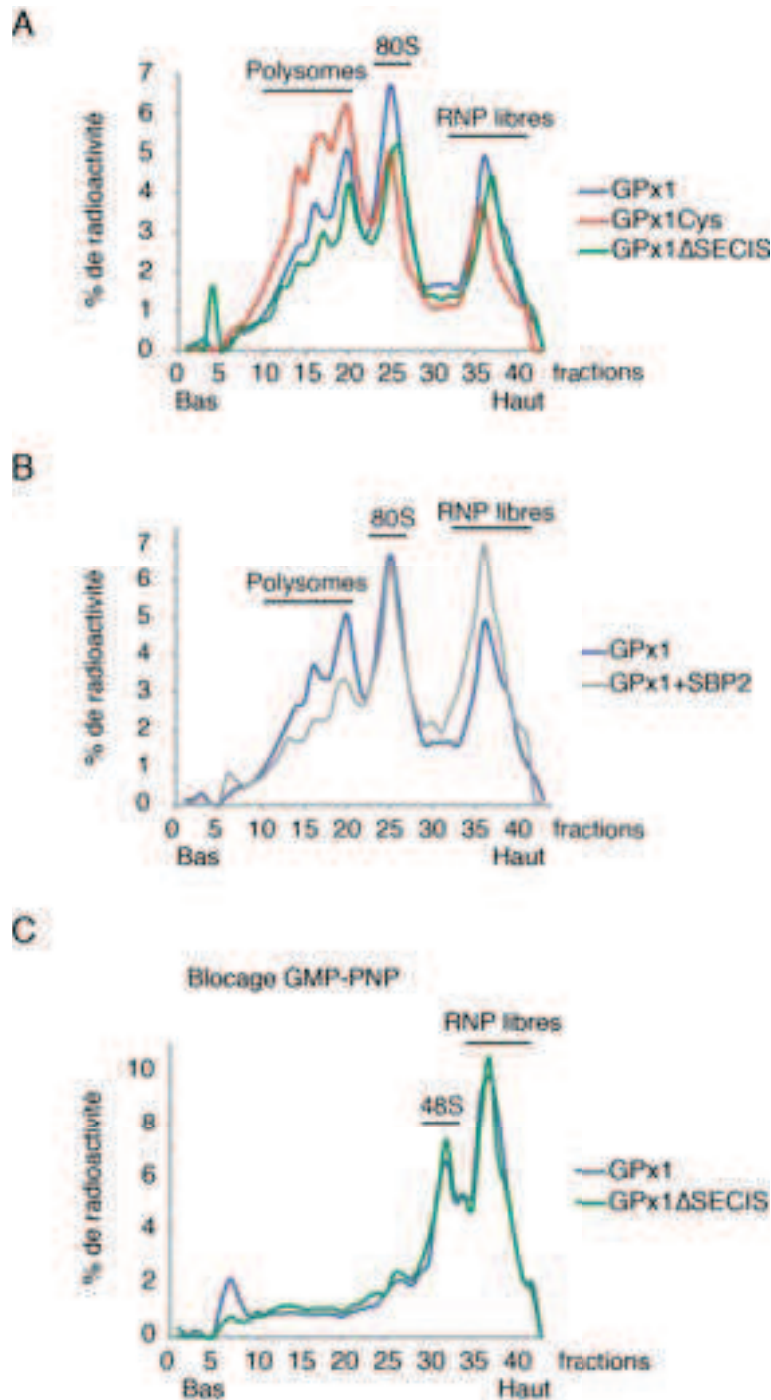 A
80S
Polysomes
RNP libres
% de radioactivité
7
6
5
4
3
2
1
0
0 5 10 15 20 25 30 35 40 fractions
Bas Haut
GPx1
GPx1Cys
GPx1ΔSECIS
B
80S
RNP libres
Polysomes
% de radioactivité
7
6
5
4
3
2
1
0
0 5 10 15 20 25 30 35 40 fractions
Bas Haut
GPx1
GPx1+SBP2
C
Blocage GMP-PNP
RNP libres
48S
% de radioactivité
10
8
6
4
2
0
0 5 10 15 20 25 30 35 40 fractions
Bas Haut
GPx1
GPx1ΔSECIS